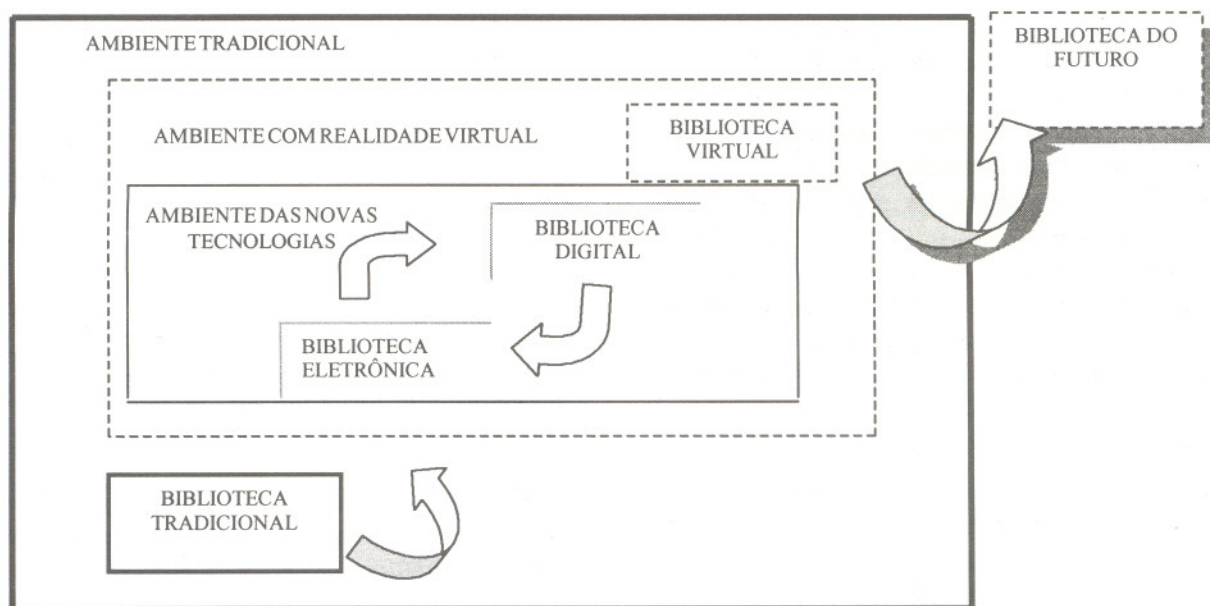 AMBIENTE TRADICIONAL
BIBLIOTECA DO
FUTURO
AMBIENTE COM REALIDADE VIRTUAL
BIBLIOTECA
VIRTUAL
AMBIENTE DAS NOVAS
TECNOLOGIAS
BIBLIOTECA
DIGITAL
BIBLIOTECA
ELETRÔNICA
BIBLIOTECA
TRADICIONAL